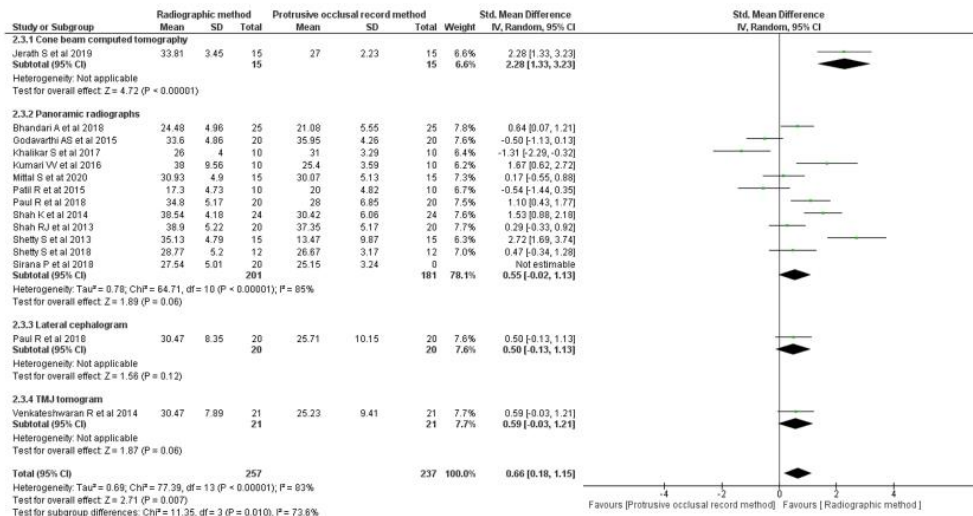 Radiographic method Protrusive occlusal record method Std. Mean Difference Std. Mean Difference
Study or Subgroup Mean SD Total Mean SD Total Weight IV, Random, 95% CI IV, Random, 95% CI
2.3.1 Cone beam computed tomography
Jerath S et al 2019 33.81 3.45 15 27 2.23 15 6.6% 2.28 [1.33, 3.23]
Subtotal (95% CI) 15 15 6.6% 2.28 [1.33, 3.23]
Heterogeneity: Not applicable
Test for overall effect: Z = 4.72 (P < 0.00001)
2.3.2 Panoramic radiographs
Bhandari A et al 2018 24.48 4.96 25 21.08 5.55 25 7.8% 0.64 [0.07, 1.21]
Godavarthi AS et al 2015 33.6 4.86 20 35.95 4.26 20 7.6% -0.50 [-1.13, 0.13]
Khalikar S et al 2017 26 4 10 31 3.29 10 6.4% -1.31 [-2.29, -0.32]
Kumari VV et al 2016 38 9.56 10 25.4 3.59 10 6.3% 1.67 [0.62, 2.72]
Mittal S et at 2020 30.93 4.9 15 30.07 5.13 15 7.3% 0.17 [-0.55, 0.88]
Patil R et at 2015 17.3 4.73 10 20 4.82 10 6.7% -0.54 [-1.44, 0.35]
Paul R et al 2018 34.8 5.17 20 28 6.85 20 7.5% 1.10 [0.43, 1.77]
Shah K et al 2014 38.54 4.18 24 30.42 6.06 24 7.5% 1.53 [0.88, 2.18]
Shah RJ et al 2013 38.9 5.22 20 37.35 5.17 20 7.6% 0.29 [-0.33, 0.92]
Shetty S et al 2013 35.13 4.79 15 13.47 9.87 15 6.4% 2.72 [1.69, 3.74]
Shetty S et al 2018 28.77 5.2 12 26.67 3.17 12 7.0% 0.47 [-0.34, 1.28]
Sirana P et al 2018 27.54 5.01 20 25.15 3.24 0 Not estimable
Subtotal (95% CI) 201 181 78.1% 0.55 [-0.02, 1.13]
Heterogeneity: Tau² = 0.78; Chi² = 64.71, df = 10 (P < 0.00001); I² = 85%
Test for overall effect: Z = 1.89 (P = 0.06)
2.3.3 Lateral cephalogram
Paul R et al 2018 30.47 8.35 20 25.71 10.15 20 7.6% 0.50 [-0.13, 1.13]
Subtotal (95% CI) 20 20 7.6% 0.50 [-0.13, 1.13]
Heterogeneity: Not applicable
Test for overall effect: Z = 1.56 (P = 0.12)
2.3.4 TMJ tomogram
Venkateshwaran R et al 2014 30.47 7.89 21 25.23 9.41 21 7.7% 0.59 [-0.03, 1.21]
Subtotal (95% CI) 21 21 7.7% 0.59 [-0.03, 1.21]
Heterogeneity: Not applicable
Test for overall effect: Z = 1.87 (P = 0.06)
Total (95% CI) 257 237 100.0% 0.66 [0.18, 1.15]
Heterogeneity: Tau² = 0.69; Chi² = 77.39, df = 13 (P < 0.00001); I² = 83%
Test for overall effect: Z = 2.71 (P = 0.007)
Test for subgroup differences: Chi² = 11.35, df = 3 (P = 0.010), I² = 73.6%
-4 -2 0 2 4
Favours [Protrusive occlusal record method] Favours [Radiographic method]